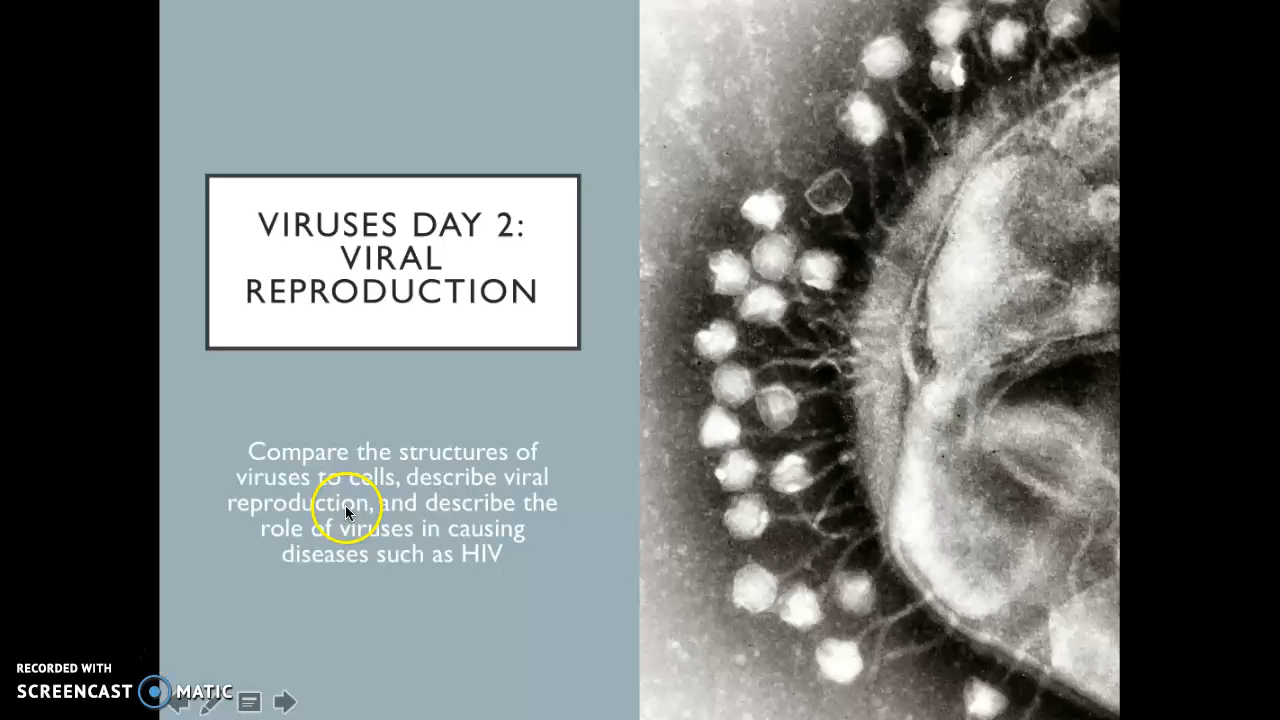 VIRUSES DAY 2:
VIRAL
REPRODUCTION
Compare the structures of
viruses to cells, describe viral
reproduction, and describe the
role of viruses in causing
diseases such as HIV
RECORDED WITH
SCREENCAST MATIC